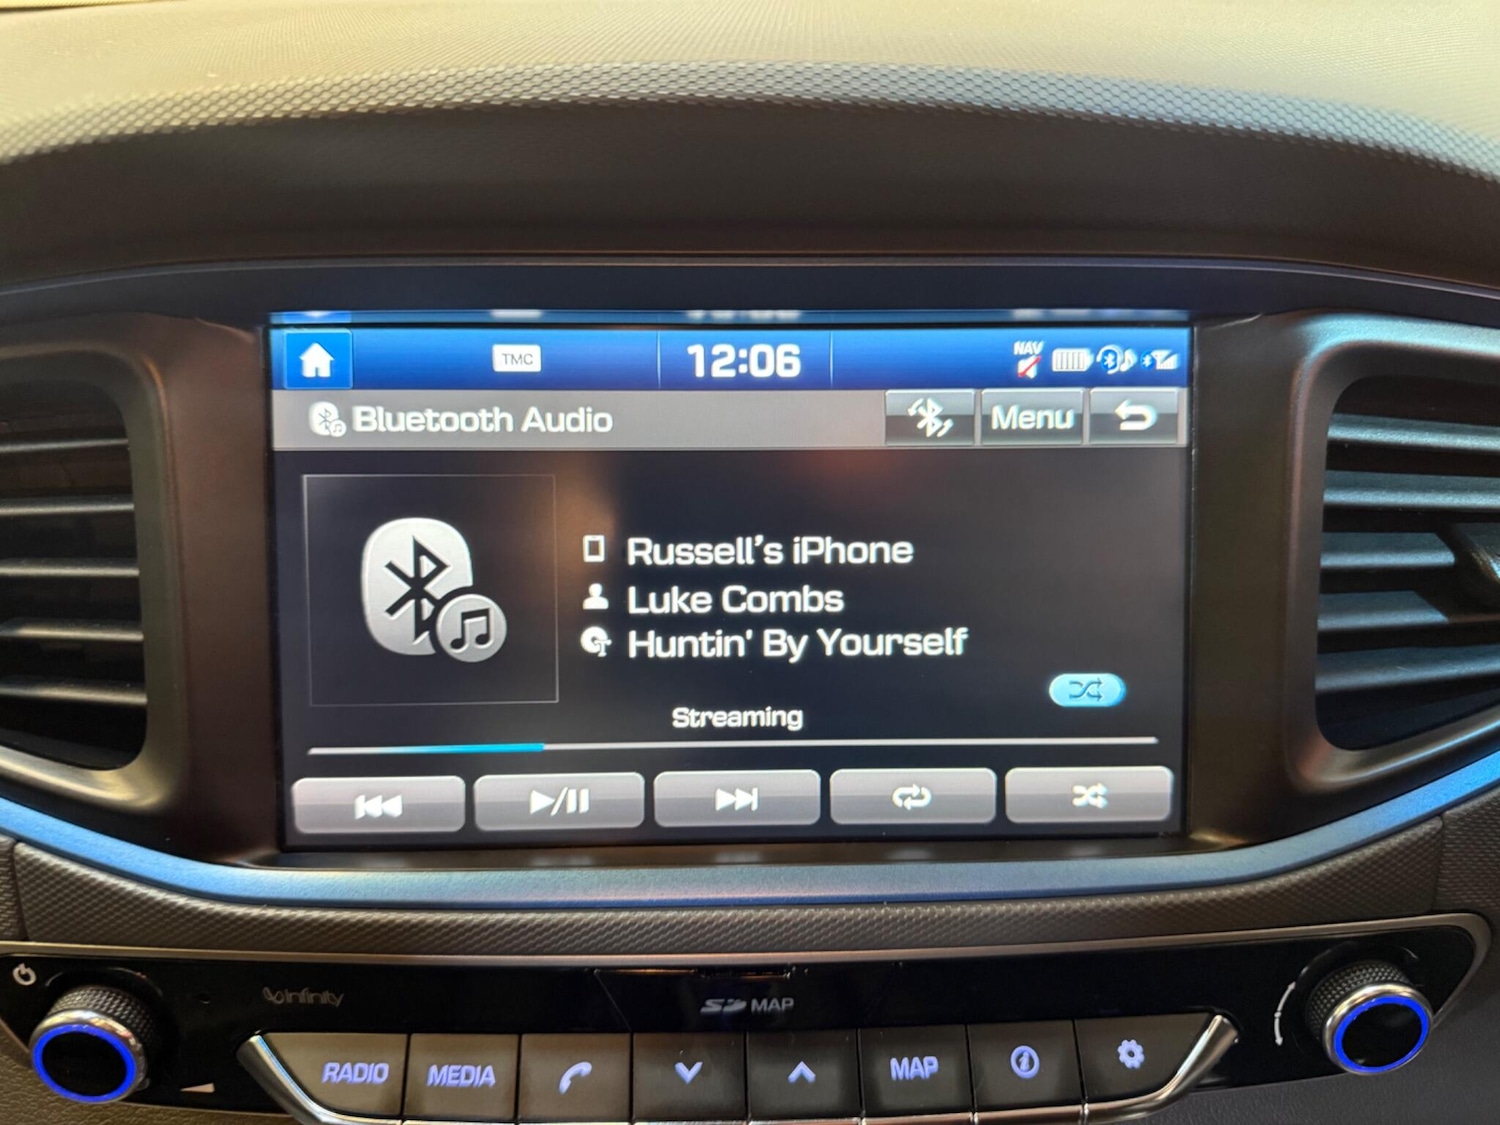 TMC
12:06
NAV
Bluetooth Audio
Menu
Russell's iPhone
Luke Combs
Huntin' By Yourself
Streaming
Infinity
SD MAP
RADIO
MEDIA
MAP